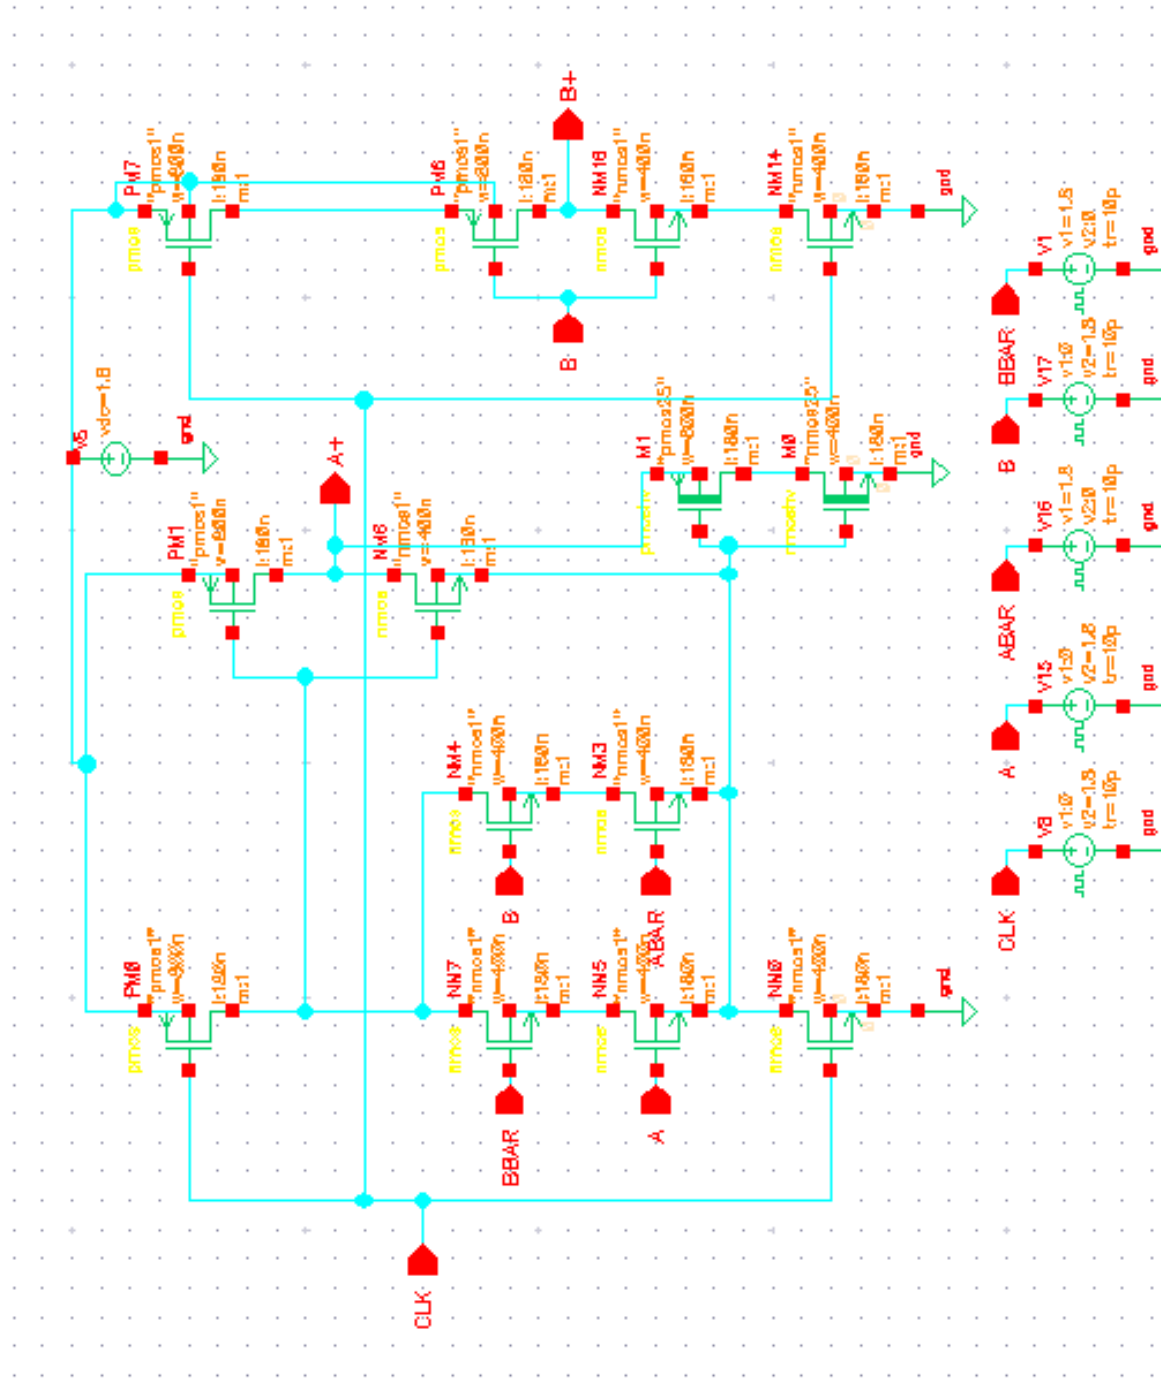 B+
PM7
"pmos1"
l:180n
m:1
pmos
PM6
"pmos1"
w=800n
l:180n
m:1
pmos
NM18
"nmos1"
w=400n
l:180n
m:1
nmos
NM14
"nmos1"
w=400n
l:180n
m:1
nmos
gnd
B
V5
vdc=1.8
gnd
A+
PM1
"pmos1"
w=800n
l:180n
m:1
pmos
NM6
"nmos1"
w=400n
l:180n
m:1
nmos
M1
"pmos25"
w=800n
l:180n
m:1
pmoshv
M0
"nmos25"
w=400n
l:180n
m:1
nmoshv
gnd
NM4
"nmos1"
w=400n
l:180n
m:1
nmos
B
NM3
"nmos1"
w=400n
l:180n
m:1
nmos
ABAR
"pmos1"
m:1
pmos
NM7
"nmos1"
w=400n
l:180n
m:1
nmos
BBAR
NM5
"nmos1"
w=400n
l:180n
m:1
nmos
A
"nmos1"
w=400n
l:180n
m:1
nmos
gnd
CLK
BBAR
V1
v1=1.8
v2:0
tr=10p
gnd
B
V17
v1:0
v2=1.8
tr=10p
gnd
ABAR
V16
v1=1.8
v2:0
tr=10p
gnd
A
V15
v1:0
v2=1.8
tr=10p
gnd
CLK
v1:0
v2=1.8
tr=10p
gnd